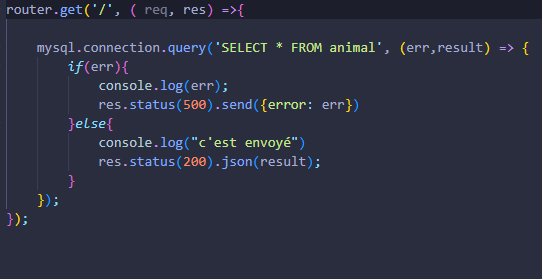 router.get('/', ( req, res) =>{
mysql.connection.query('SELECT * FROM animal', (err,result) => {
if(err){
console.log(err);
res.status(500).send({error: err})
}else{
console.log("c'est envoyé")
res.status(200).json(result);
}
});
});